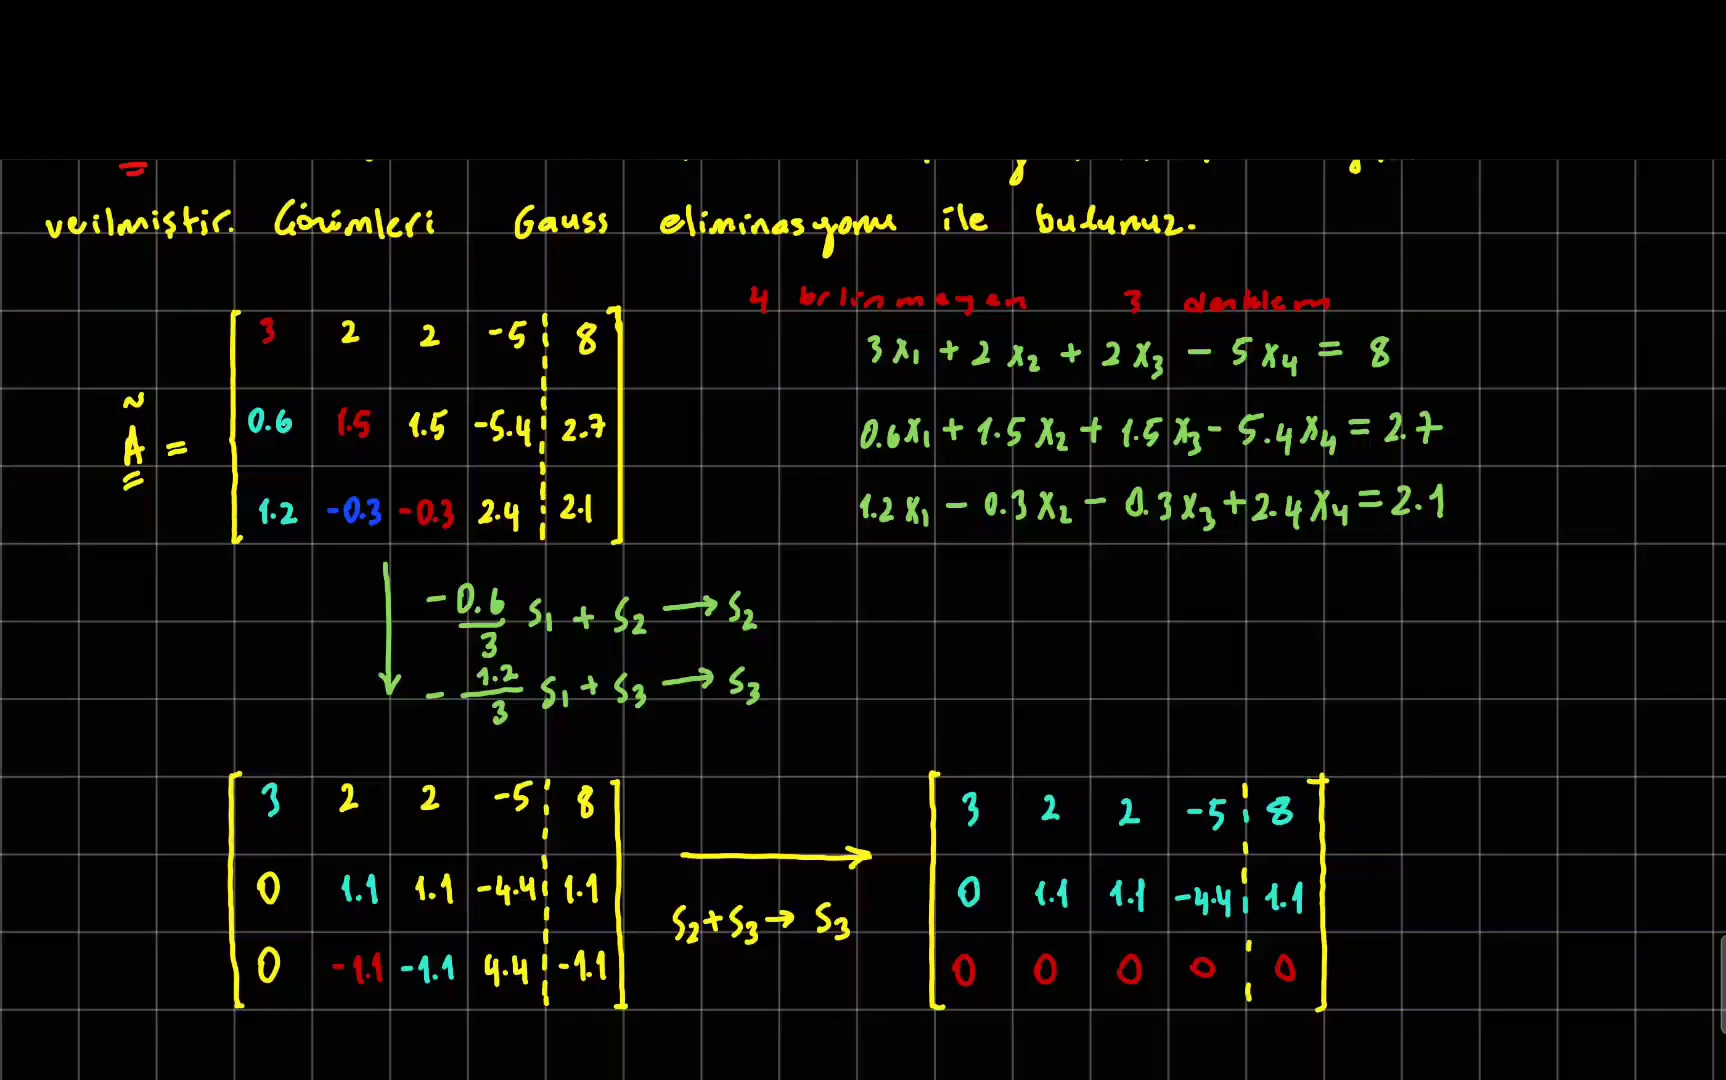 verilmiştir. Çözümleri Gauss eliminasyonu ile bulunuz.
4 bilinmeyen 3 denklem
Ã = [ 3 2 2 -5 ¦ 8 ]
[ 0.6 1.5 1.5 -5.4 ¦ 2.7 ]
[ 1.2 -0.3 -0.3 2.4 ¦ 2.1 ]
3x₁ + 2x₂ + 2x₃ - 5x₄ = 8
0.6x₁ + 1.5x₂ + 1.5x₃ - 5.4x₄ = 2.7
1.2x₁ - 0.3x₂ - 0.3x₃ + 2.4x₄ = 2.1
-0.6/3 S₁ + S₂ → S₂
-1.2/3 S₁ + S₃ → S₃
[ 3 2 2 -5 ¦ 8 ]
[ 0 1.1 1.1 -4.4 ¦ 1.1 ]
[ 0 -1.1 -1.1 4.4 ¦ -1.1 ]
S₂+S₃ → S₃
[ 3 2 2 -5 ¦ 8 ]
[ 0 1.1 1.1 -4.4 ¦ 1.1 ]
[ 0 0 0 0 ¦ 0 ]